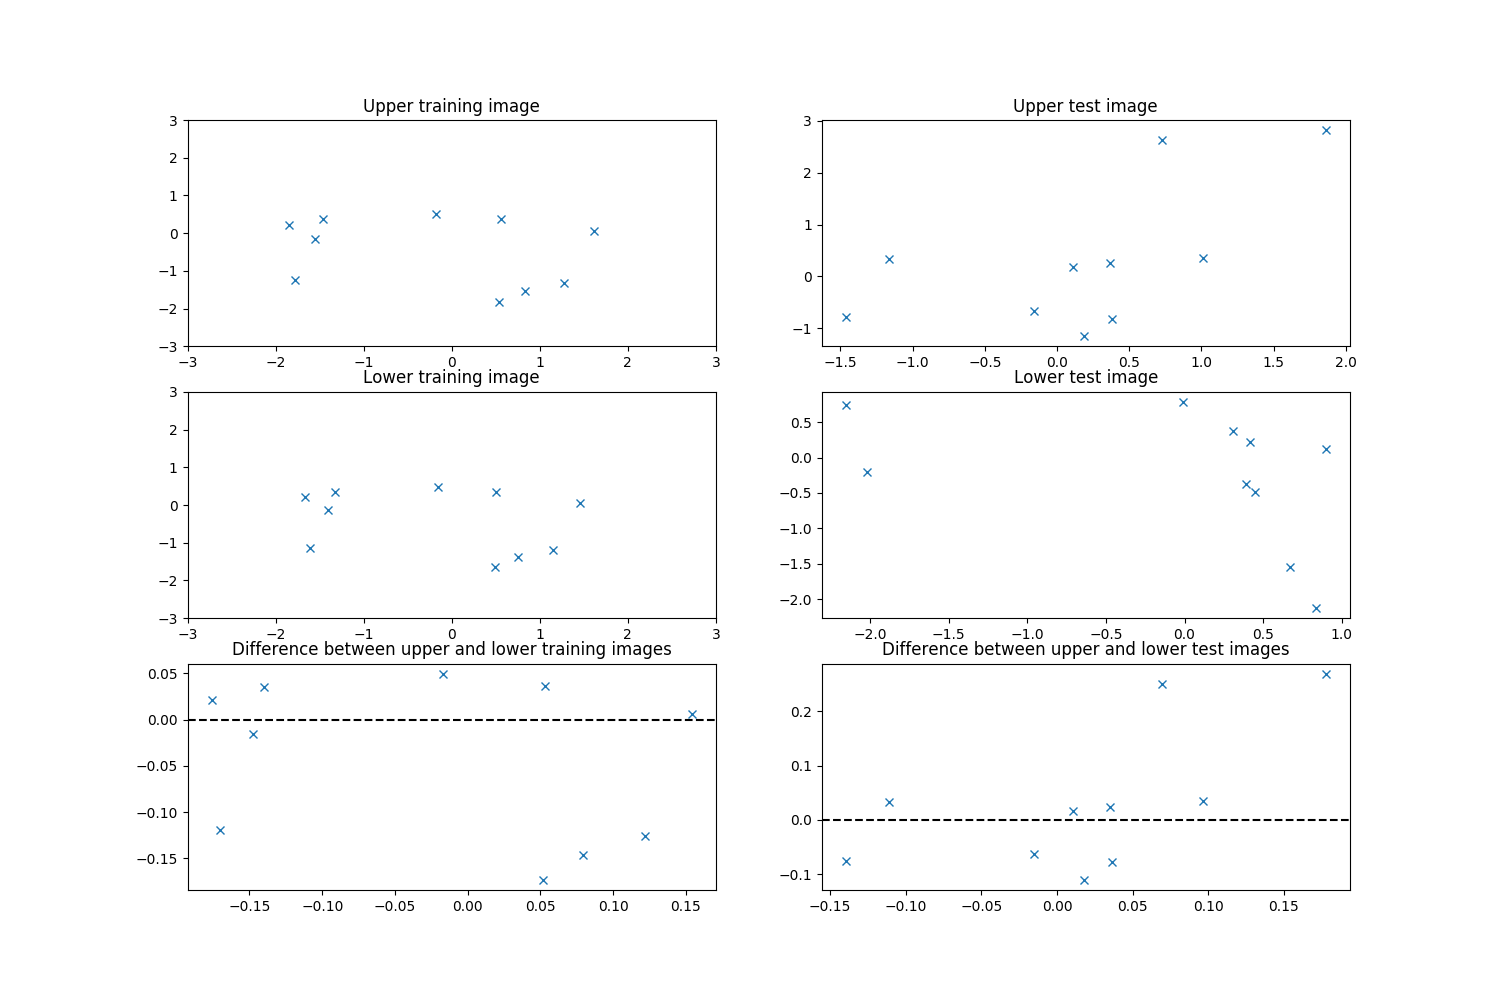 Upper training image
3
2
1
0
−1
−2
−3
−3 −2 −1 0 1 2 3
Upper test image
3
2
1
0
−1
−1.5 −1.0 −0.5 0.0 0.5 1.0 1.5 2.0
Lower training image
3
2
1
0
−1
−2
−3
−3 −2 −1 0 1 2 3
Lower test image
0.5
0.0
−0.5
−1.0
−1.5
−2.0
−2.0 −1.5 −1.0 −0.5 0.0 0.5 1.0
Difference between upper and lower training images
0.05
0.00
−0.05
−0.10
−0.15
−0.15 −0.10 −0.05 0.00 0.05 0.10 0.15
Difference between upper and lower test images
0.2
0.1
0.0
−0.1
−0.15 −0.10 −0.05 0.00 0.05 0.10 0.15